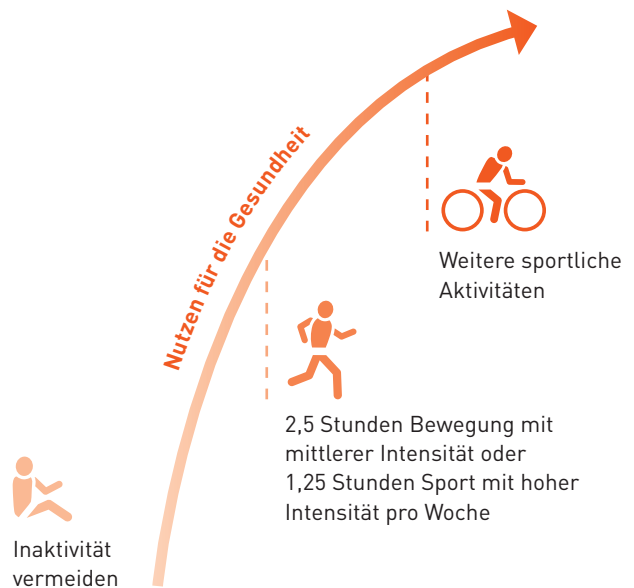 Nutzen für die Gesundheit
Weitere sportliche
Aktivitäten
2,5 Stunden Bewegung mit
mittlerer Intensität oder
1,25 Stunden Sport mit hoher
Intensität pro Woche
Inaktivität
vermeiden